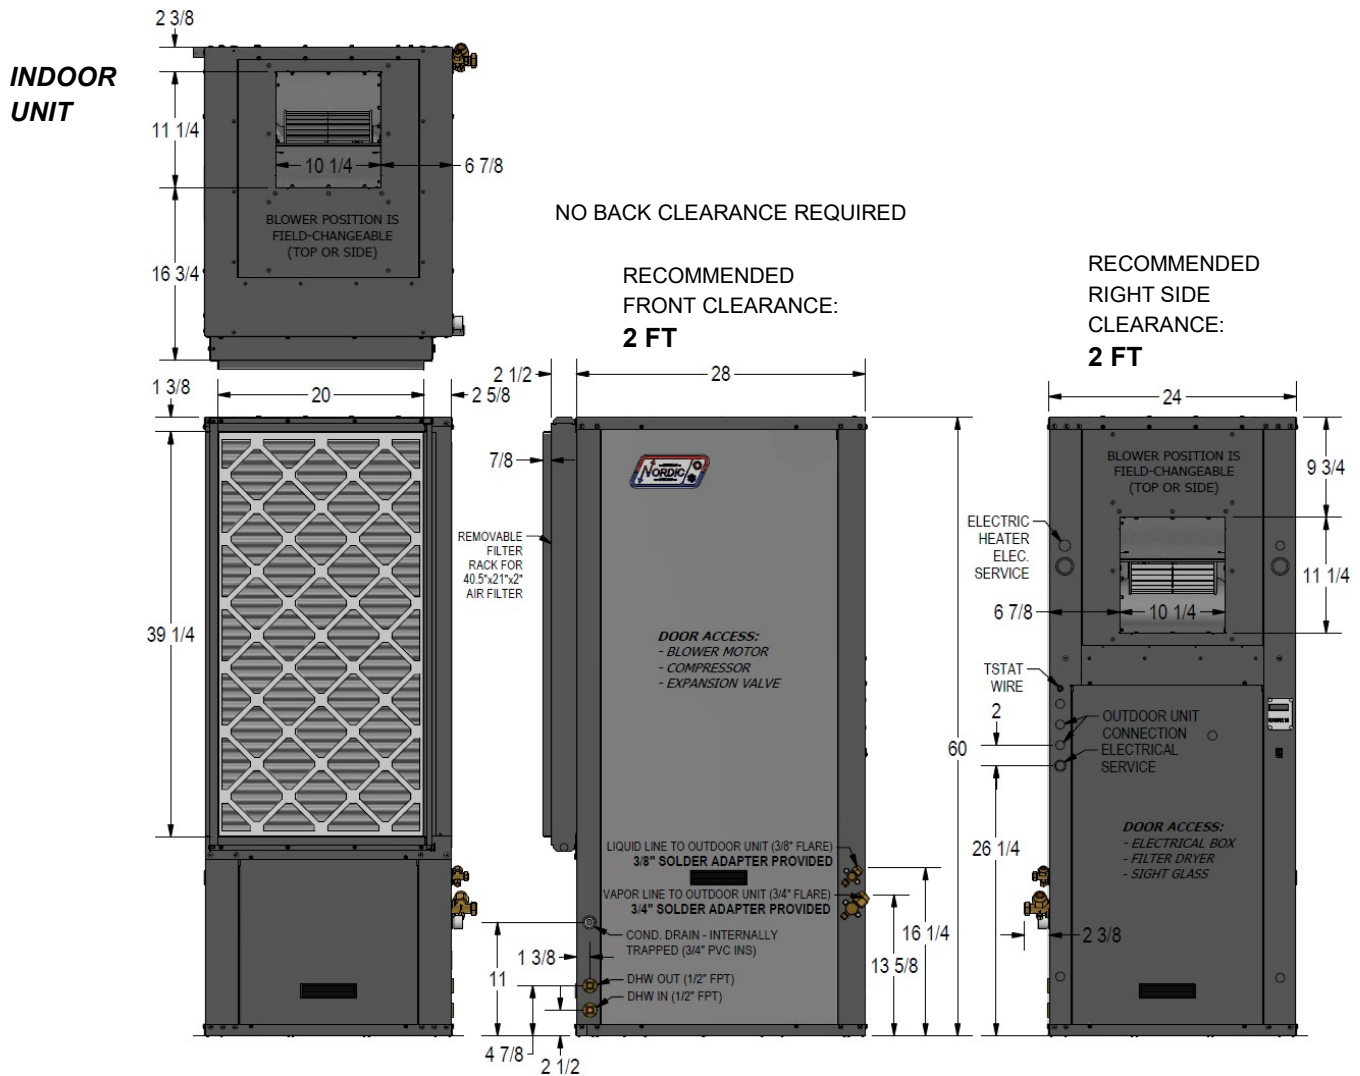 INDOOR
UNIT
2 3/8
11 1/4
10 1/4
6 7/8
BLOWER POSITION IS
FIELD-CHANGEABLE
(TOP OR SIDE)
16 3/4
NO BACK CLEARANCE REQUIRED
RECOMMENDED
FRONT CLEARANCE:
2 FT
RECOMMENDED
RIGHT SIDE
CLEARANCE:
2 FT
1 3/8
20
2 5/8
39 1/4
2 1/2
28
7/8
NORDIC
REMOVABLE
FILTER
RACK FOR
40.5"x21"x2"
AIR FILTER
DOOR ACCESS:
- BLOWER MOTOR
- COMPRESSOR
- EXPANSION VALVE
60
LIQUID LINE TO OUTDOOR UNIT (3/8" FLARE)
3/8" SOLDER ADAPTER PROVIDED
VAPOR LINE TO OUTDOOR UNIT (3/4" FLARE)
3/4" SOLDER ADAPTER PROVIDED
COND. DRAIN - INTERNALLY
TRAPPED (3/4" PVC INS)
1 3/8
11
DHW OUT (1/2" FPT)
DHW IN (1/2" FPT)
4 7/8
2 1/2
16 1/4
13 5/8
24
BLOWER POSITION IS
FIELD-CHANGEABLE
(TOP OR SIDE)
9 3/4
ELECTRIC
HEATER
ELEC.
SERVICE
11 1/4
6 7/8
10 1/4
TSTAT
WIRE
2
OUTDOOR UNIT
CONNECTION
ELECTRICAL
SERVICE
26 1/4
DOOR ACCESS:
- ELECTRICAL BOX
- FILTER DRYER
- SIGHT GLASS
2 3/8